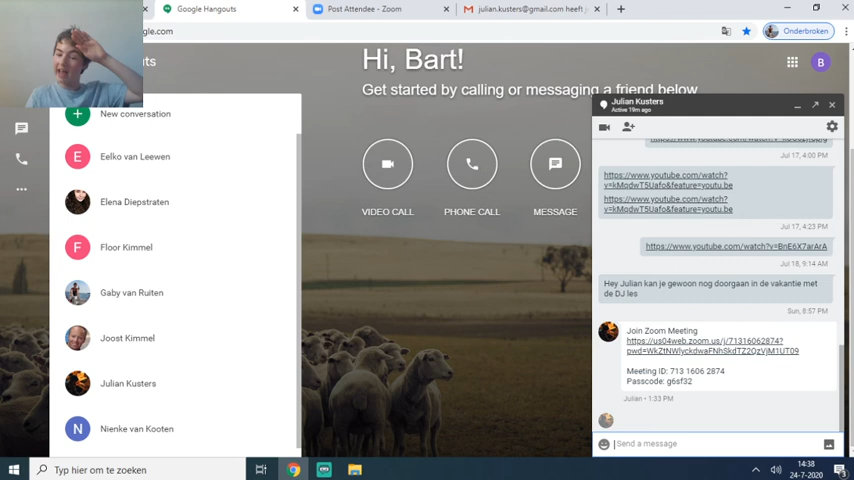 Google Hangouts
Post Attendee - Zoom
julian.kusters@gmail.com heeft
Onderbroken
Hi, Bart!
B
Get started by calling or messaging a friend below
New conversation
E
Eelko van Leewen
Elena Diepstraten
F
Floor Kimmel
Gaby van Ruiten
Joost Kimmel
Julian Kusters
N
Nienke van Kooten
VIDEO CALL
PHONE CALL
MESSAGE
Julian Kusters
Active 19m ago
Jul 17, 4:00 PM
https://www.youtube.com/watch?
v=kMqdwT5Uafo&feature=youtu.be
https://www.youtube.com/watch?
v=kMqdwT5Uafo&feature=youtu.be
Jul 17, 4:23 PM
https://www.youtube.com/watch?v=BnE6X7arArA
Jul 18, 9:14 AM
Hey Julian kan je gewoon nog doorgaan in de vakantie met
de DJ les
Sun, 8:57 PM
Join Zoom Meeting
https://us04web.zoom.us/j/71316062874?
pwd=WkZtNWlyckdwaFNhSkdTZ2QzVjM1UT09
Meeting ID: 713 1606 2874
Passcode: g6sf32
Julian • 1:33 PM
Send a message
Typ hier om te zoeken
14:38
24-7-2020
3